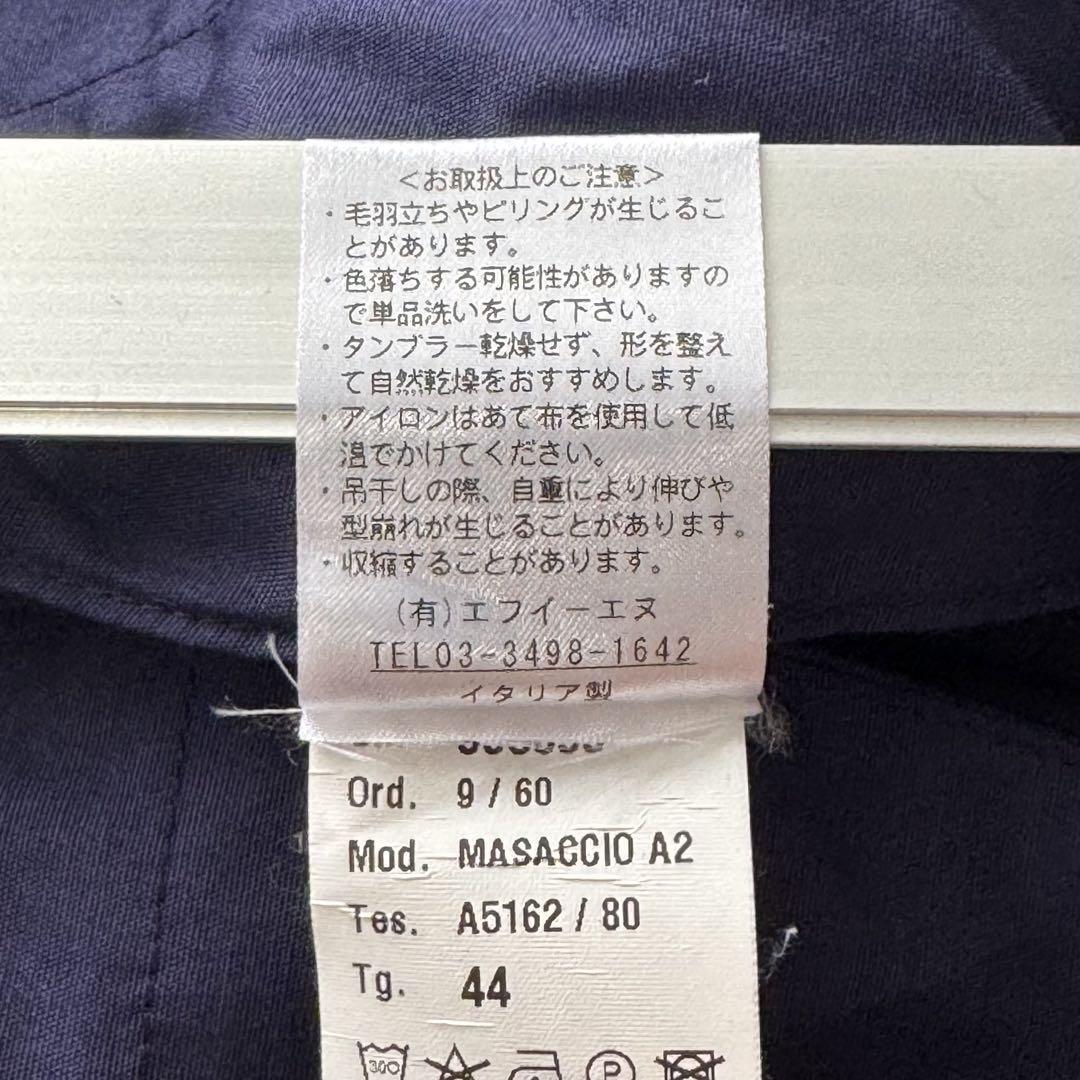 <お取扱上のご注意>
・毛羽立ちやピリングが生じるこ
とがあります。
・色落ちする可能性がありますの
で単品洗いをして下さい。
・タンブラー乾燥せず、形を整え
て自然乾燥をおすすめします。
・アイロンはあて布を使用して低
温でかけてください。
・吊干しの際、自重により伸びや
型崩れが生じることがあります。
・収縮することがあります。
(有)エフイーエヌ
TEL03-3498-1642
イタリア製
Ord. 9 / 60
Mod. MASACCIO A2
Tes. A5162 / 80
Tg. 44
P